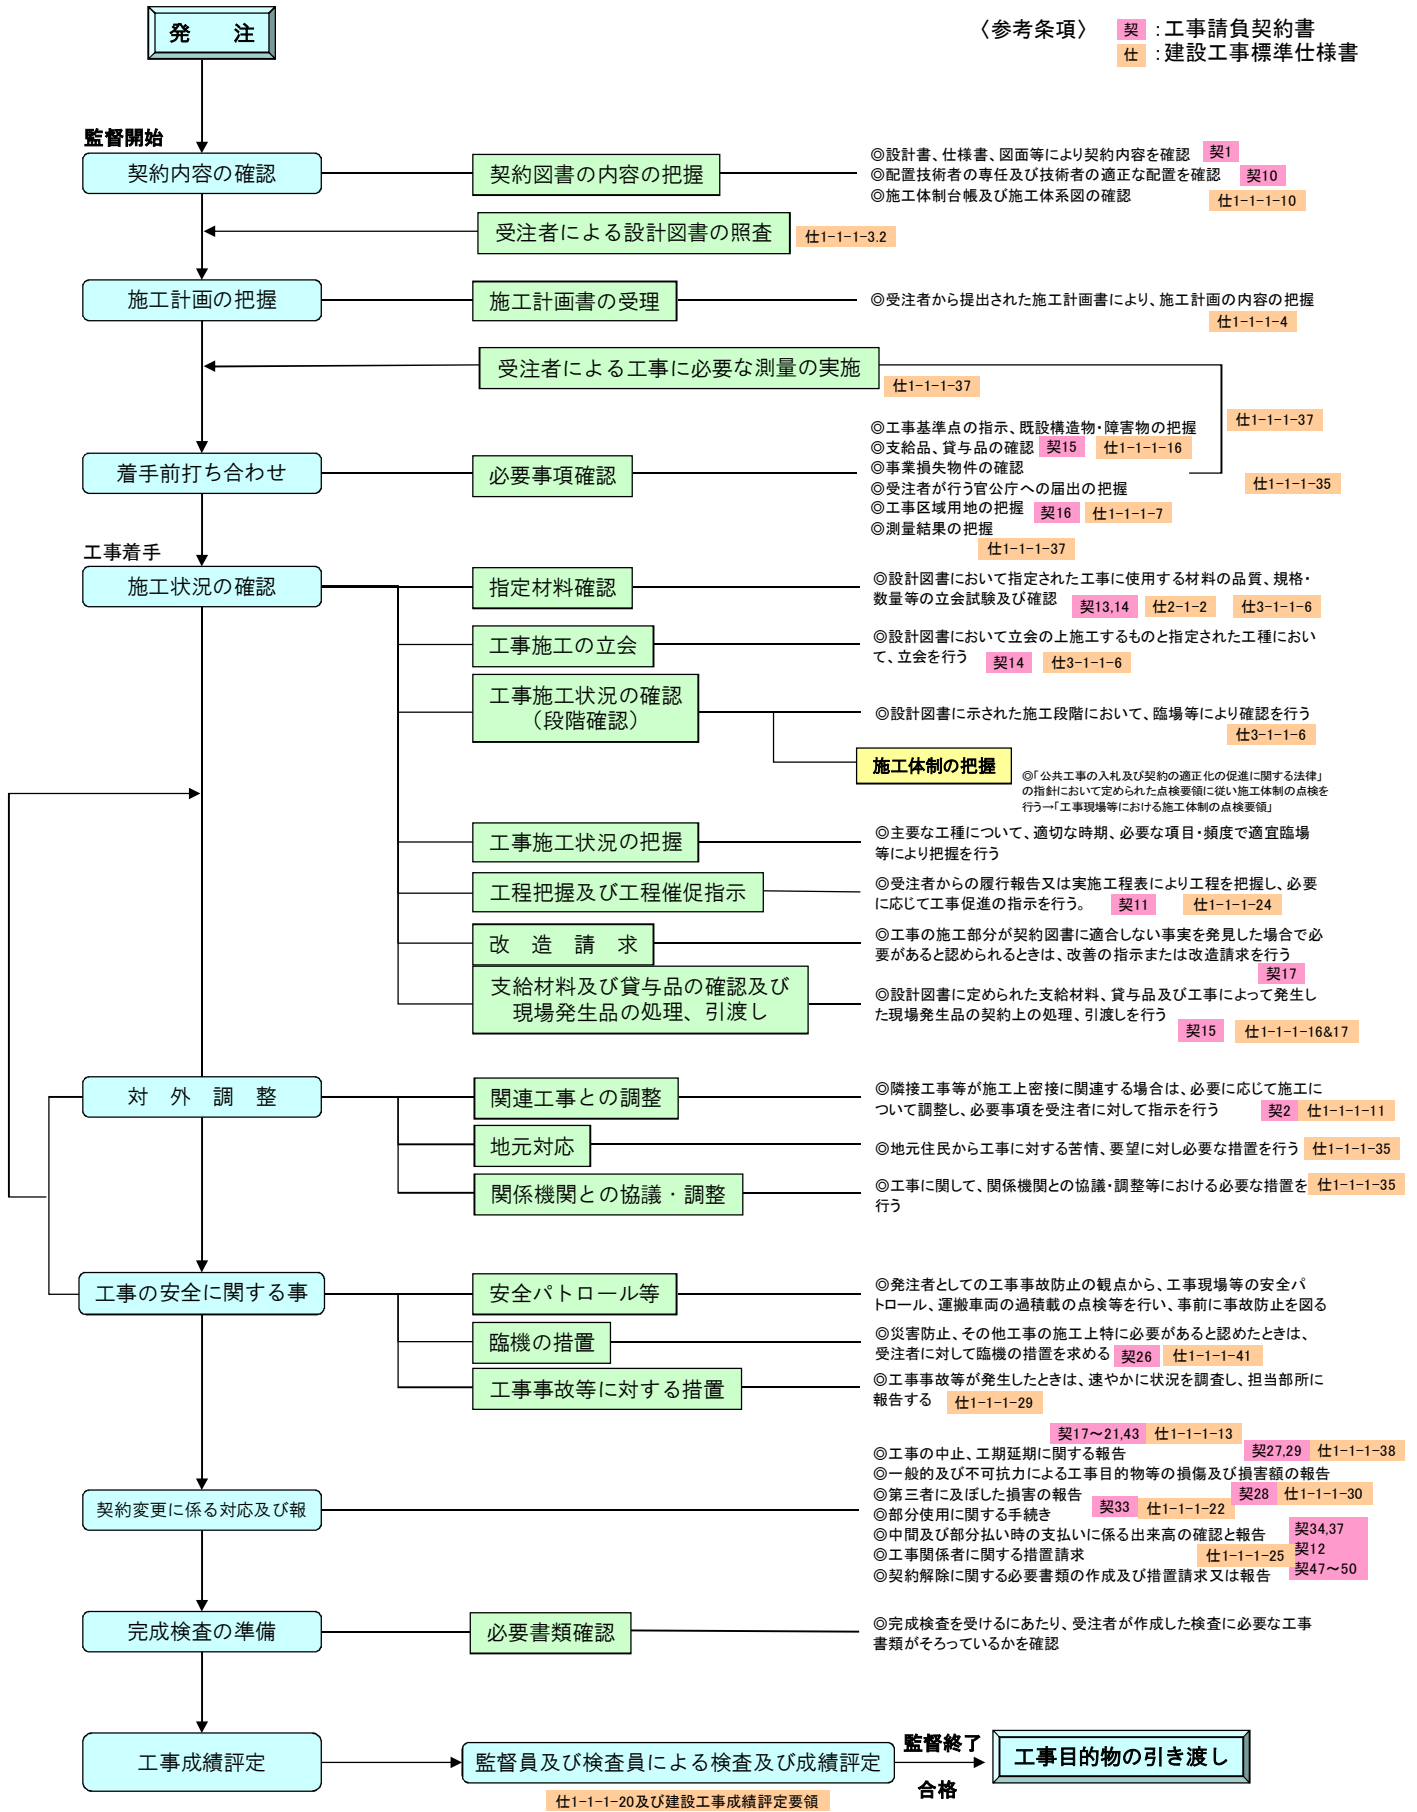 発　注
〈参考条項〉
契 ：工事請負契約書
仕 ：建設工事標準仕様書
監督開始
契約内容の確認
契約図書の内容の把握
◎設計書、仕様書、図面等により契約内容を確認 契1
◎配置技術者の専任及び技術者の適正な配置を確認 契10
◎施工体制台帳及び施工体系図の確認 仕1-1-1-10
受注者による設計図書の照査 仕1-1-1-3.2
施工計画の把握
施工計画書の受理
◎受注者から提出された施工計画書により、施工計画の内容の把握
仕1-1-1-4
受注者による工事に必要な測量の実施
仕1-1-1-37
仕1-1-1-37
着手前打ち合わせ
必要事項確認
◎工事基準点の指示、既設構造物・障害物の把握
◎支給品、貸与品の確認 契15 仕1-1-1-16
◎事業損失物件の確認
◎受注者が行う官公庁への届出の把握 仕1-1-1-35
◎工事区域用地の把握 契16 仕1-1-1-7
◎測量結果の把握
仕1-1-1-37
工事着手
施工状況の確認
指定材料確認
◎設計図書において指定された工事に使用する材料の品質、規格・
数量等の立会試験及び確認 契13,14 仕2-1-2 仕3-1-1-6
工事施工の立会
◎設計図書において立会の上施工するものと指定された工種におい
て、立会を行う 契14 仕3-1-1-6
工事施工状況の確認
（段階確認）
◎設計図書に示された施工段階において、臨場等により確認を行う
仕3-1-1-6
施工体制の把握
◎「公共工事の入札及び契約の適正化の促進に関する法律」
の指針において定められた点検要領に従い施工体制の点検を
行う→「工事現場等における施工体制の点検要領」
工事施工状況の把握
◎主要な工種について、適切な時期、必要な項目・頻度で適宜臨場
等により把握を行う
工程把握及び工程催促指示
◎受注者からの履行報告又は実施工程表により工程を把握し、必要
に応じて工事促進の指示を行う。 契11 仕1-1-1-24
改　造　請　求
◎工事の施工部分が契約図書に適合しない事実を発見した場合で必
要があると認められるときは、改善の指示または改造請求を行う
契17
支給材料及び貸与品の確認及び
現場発生品の処理、引渡し
◎設計図書に定められた支給材料、貸与品及び工事によって発生し
た現場発生品の契約上の処理、引渡しを行う
契15 仕1-1-1-16&17
対　外　調　整
関連工事との調整
◎隣接工事等が施工上密接に関連する場合は、必要に応じて施工に
ついて調整し、必要事項を受注者に対して指示を行う 契2 仕1-1-1-11
地元対応
◎地元住民から工事に対する苦情、要望に対し必要な措置を行う 仕1-1-1-35
関係機関との協議・調整
◎工事に関して、関係機関との協議・調整等における必要な措置を 仕1-1-1-35
行う
工事の安全に関する事
安全パトロール等
◎発注者としての工事事故防止の観点から、工事現場等の安全パ
トロール、運搬車両の過積載の点検等を行い、事前に事故防止を図る
臨機の措置
◎災害防止、その他工事の施工上特に必要があると認めたときは、
受注者に対して臨機の措置を求める 契26 仕1-1-1-41
工事事故等に対する措置
◎工事事故等が発生したときは、速やかに状況を調査し、担当部所に
報告する 仕1-1-1-29
契約変更に係る対応及び報
契17～21,43 仕1-1-1-13
◎工事の中止、工期延期に関する報告 契27,29 仕1-1-1-38
◎一般的及び不可抗力による工事目的物等の損傷及び損害額の報告
◎第三者に及ぼした損害の報告 契28 仕1-1-1-30
◎部分使用に関する手続き 契33 仕1-1-1-22
◎中間及び部分払い時の支払いに係る出来高の確認と報告 契34,37
◎工事関係者に関する措置請求 仕1-1-1-25 契12
◎契約解除に関する必要書類の作成及び措置請求又は報告 契47～50
完成検査の準備
必要書類確認
◎完成検査を受けるにあたり、受注者が作成した検査に必要な工事
書類がそろっているかを確認
工事成績評定
監督員及び検査員による検査及び成績評定
監督終了
合格
工事目的物の引き渡し
仕1-1-1-20及び建設工事成績評定要領